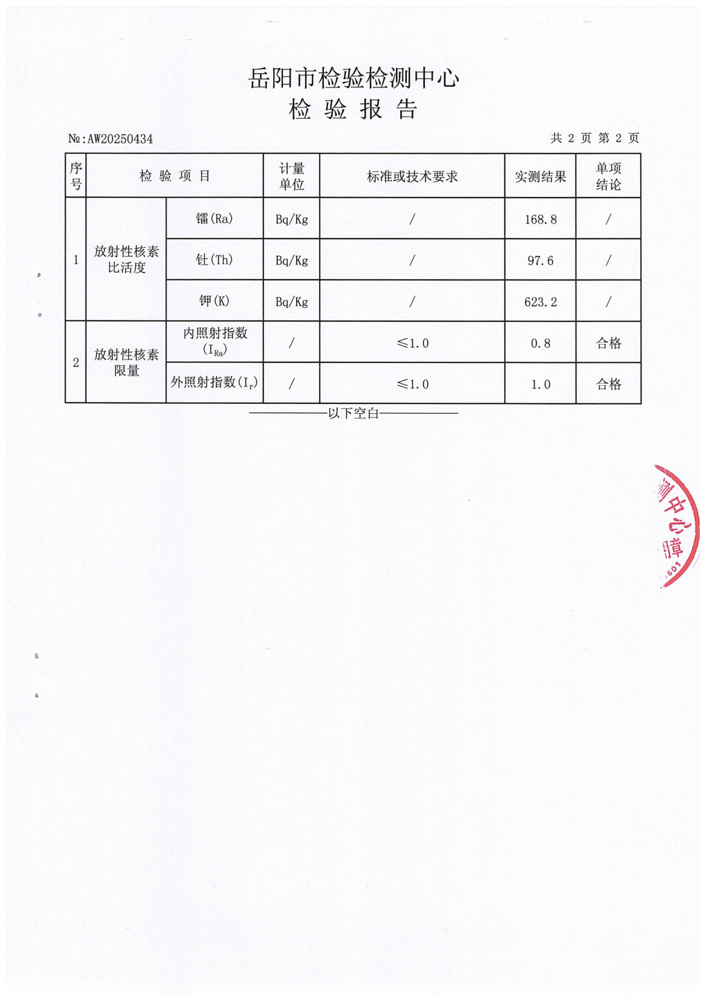 岳阳市检验检测中心
检 验 报 告
№:AW20250434 共 2 页 第 2 页
序号 检 验 项 目 计量单位 标准或技术要求 实测结果 单项结论
1 放射性核素比活度 镭(Ra) Bq/Kg / 168.8 /
钍(Th) Bq/Kg / 97.6 /
钾(K) Bq/Kg / 623.2 /
2 放射性核素限量 内照射指数(IRa) / ≤1.0 0.8 合格
外照射指数(Ir) / ≤1.0 1.0 合格
以下空白
测中心
章
601